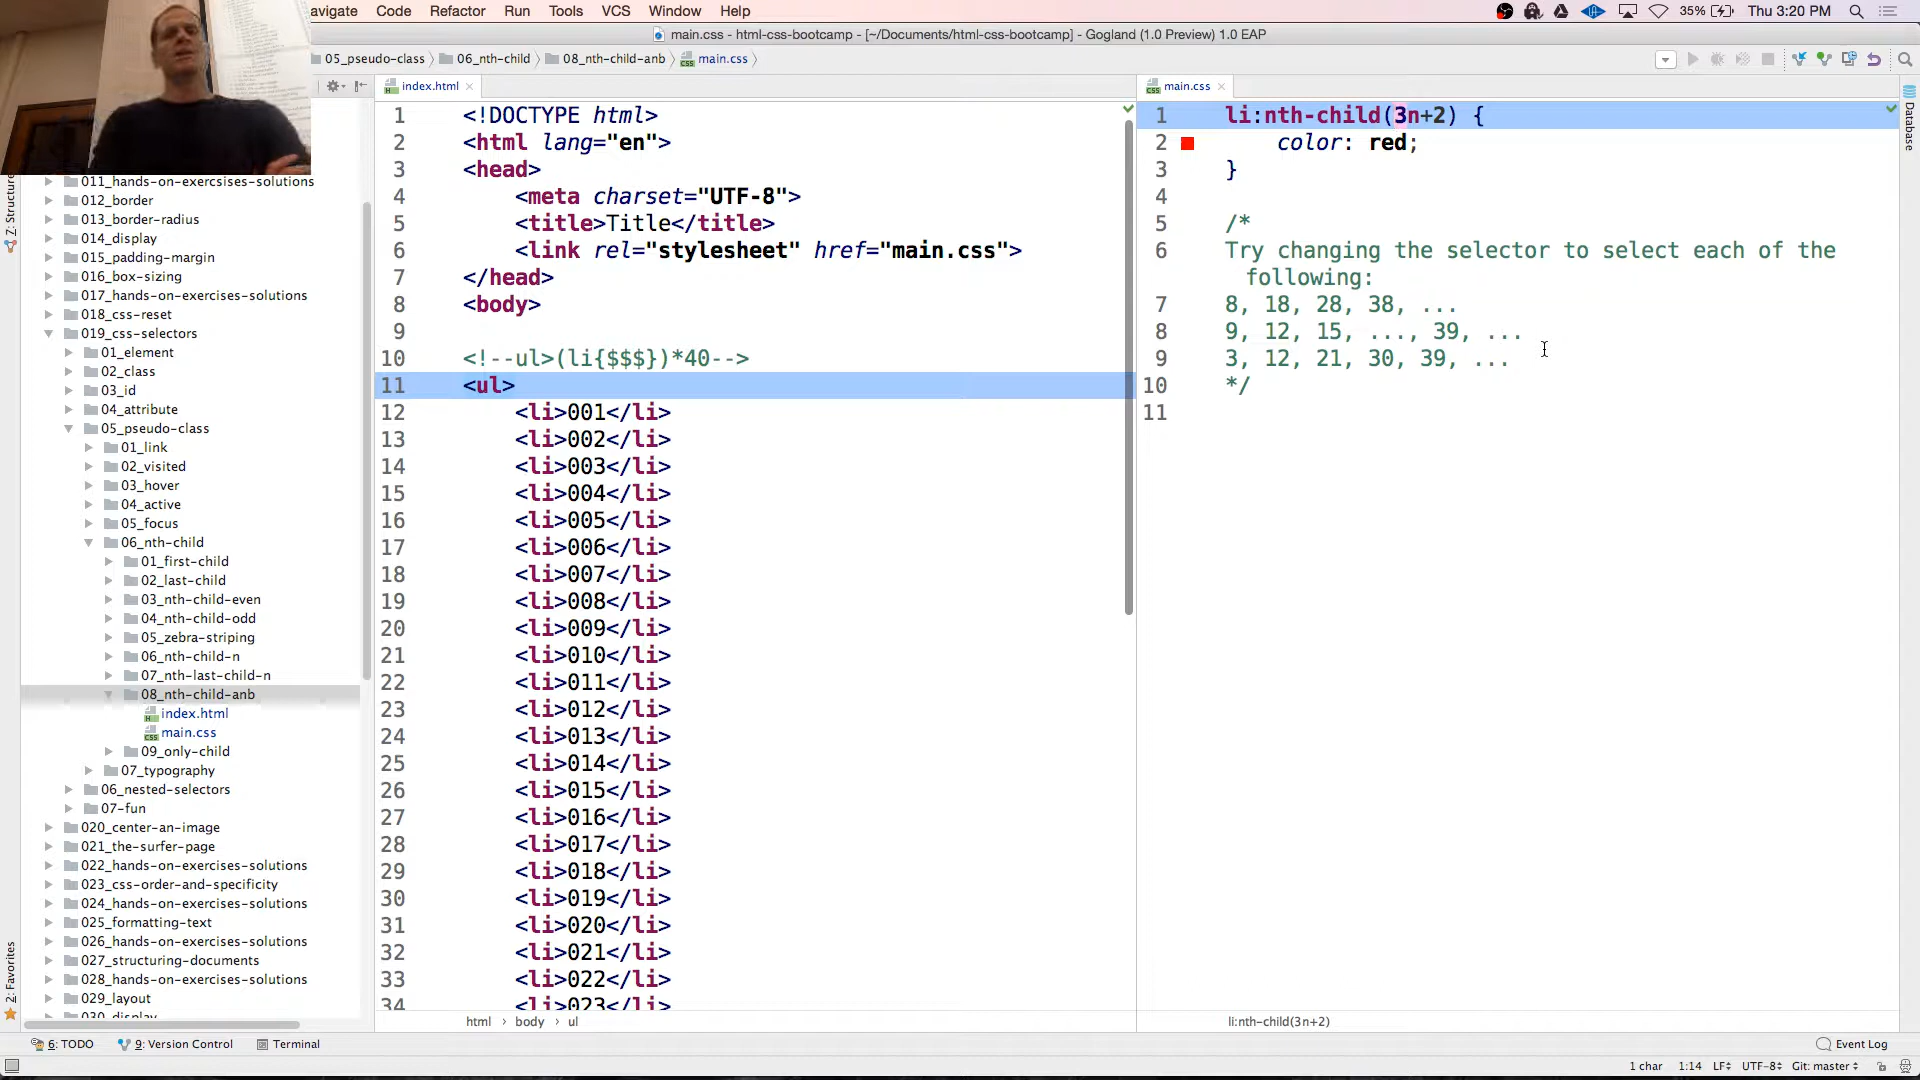 avigate Code Refactor Run Tools VCS Window Help 35% Thu 3:20 PM
main.css - html-css-bootcamp - [~/Documents/html-css-bootcamp] - Gogland (1.0 Preview) 1.0 EAP
05_pseudo-class 06_nth-child 08_nth-child-anb main.css
index.html
main.css
Z: Structure
2: Favorites
Database
011_hands-on-exercsises-solutions
012_border
013_border-radius
014_display
015_padding-margin
016_box-sizing
017_hands-on-exercises-solutions
018_css-reset
019_css-selectors
01_element
02_class
03_id
04_attribute
05_pseudo-class
01_link
02_visited
03_hover
04_active
05_focus
06_nth-child
01_first-child
02_last-child
03_nth-child-even
04_nth-child-odd
05_zebra-striping
06_nth-child-n
07_nth-last-child-n
08_nth-child-anb
index.html
main.css
09_only-child
07_typography
06_nested-selectors
07-fun
020_center-an-image
021_the-surfer-page
022_hands-on-exercises-solutions
023_css-order-and-specificity
024_hands-on-exercises-solutions
025_formatting-text
026_hands-on-exercises-solutions
027_structuring-documents
028_hands-on-exercises-solutions
029_layout
030_display
1 <!DOCTYPE html>
2 <html lang="en">
3 <head>
4 <meta charset="UTF-8">
5 <title>Title</title>
6 <link rel="stylesheet" href="main.css">
7 </head>
8 <body>
9
10 <!--ul>(li{$$$})*40-->
11 <ul>
12 <li>001</li>
13 <li>002</li>
14 <li>003</li>
15 <li>004</li>
16 <li>005</li>
17 <li>006</li>
18 <li>007</li>
19 <li>008</li>
20 <li>009</li>
21 <li>010</li>
22 <li>011</li>
23 <li>012</li>
24 <li>013</li>
25 <li>014</li>
26 <li>015</li>
27 <li>016</li>
28 <li>017</li>
29 <li>018</li>
30 <li>019</li>
31 <li>020</li>
32 <li>021</li>
33 <li>022</li>
34 <li>023</li>
html body ul
1 li:nth-child(3n+2) {
2 color: red;
3 }
4
5 /*
6 Try changing the selector to select each of the
following:
7 8, 18, 28, 38, ...
8 9, 12, 15, ..., 39, ...
9 3, 12, 21, 30, 39, ...
10 */
11
li:nth-child(3n+2)
6: TODO 9: Version Control Terminal Event Log
1 char 1:14 LF UTF-8 Git: master